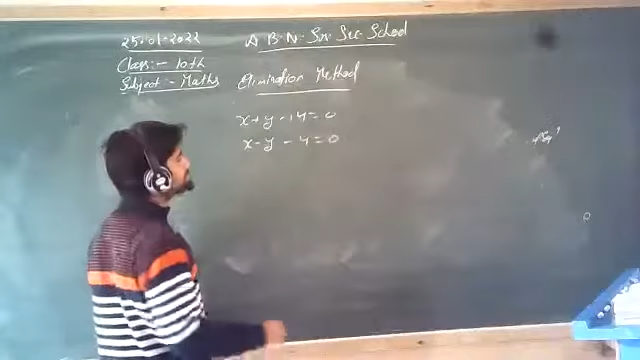 25.01.2022
A.B.N. Sr. Sec. School
Class:- 10th
Subject:- Maths
Elimination Method
x+y-14=0
x-y-4=0